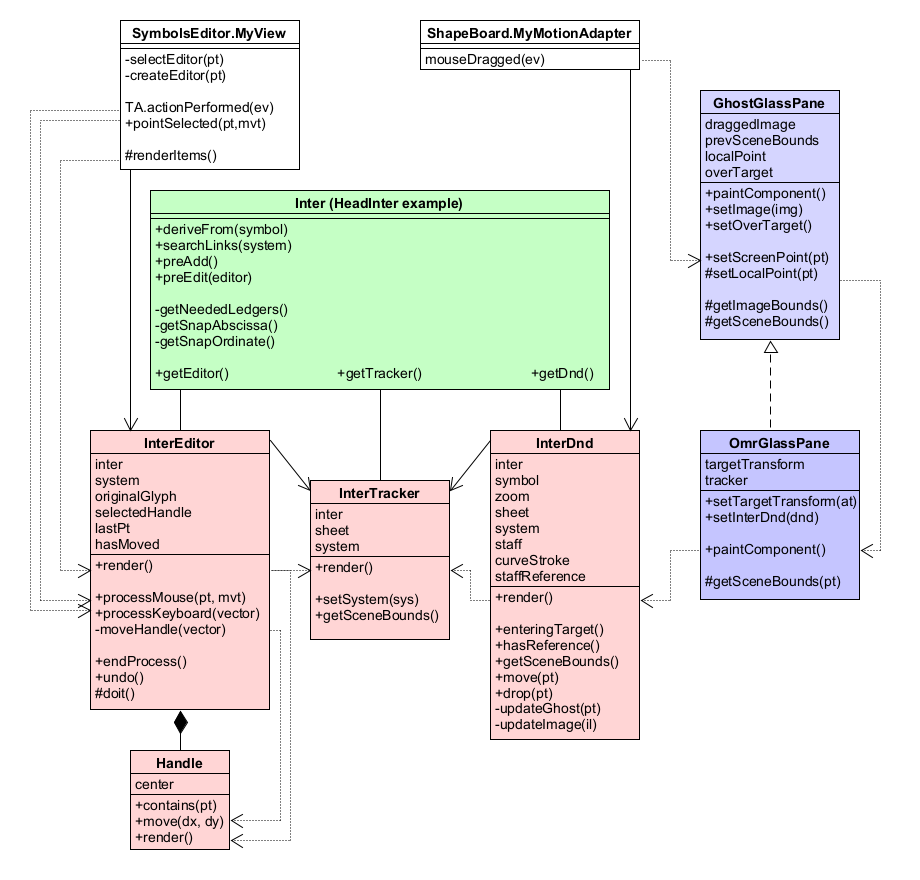 SymbolsEditor.MyView
-selectEditor(pt)
-createEditor(pt)
TA.actionPerformed(ev)
+pointSelected(pt,mvt)
#renderItems()
ShapeBoard.MyMotionAdapter
mouseDragged(ev)
GhostGlassPane
draggedImage
prevSceneBounds
localPoint
overTarget
+paintComponent()
+setImage(img)
+setOverTarget()
+setScreenPoint(pt)
#setLocalPoint(pt)
#getImageBounds()
#getSceneBounds()
Inter (HeadInter example)
+deriveFrom(symbol)
+searchLinks(system)
+preAdd()
+preEdit(editor)
-getNeededLedgers()
-getSnapAbscissa()
-getSnapOrdinate()
+getEditor() +getTracker() +getDnd()
InterEditor
inter
system
originalGlyph
selectedHandle
lastPt
hasMoved
+render()
+processMouse(pt, mvt)
+processKeyboard(vector)
-moveHandle(vector)
+endProcess()
+undo()
#doit()
InterTracker
inter
sheet
system
+render()
+setSystem(sys)
+getSceneBounds()
InterDnd
inter
symbol
zoom
sheet
system
staff
curveStroke
staffReference
+render()
+enteringTarget()
+hasReference()
+getSceneBounds()
+move(pt)
+drop(pt)
-updateGhost(pt)
-updateImage(il)
OmrGlassPane
targetTransform
tracker
+setTargetTransform(at)
+setInterDnd(dnd)
+paintComponent()
#getSceneBounds(pt)
Handle
center
+contains(pt)
+move(dx, dy)
+render()